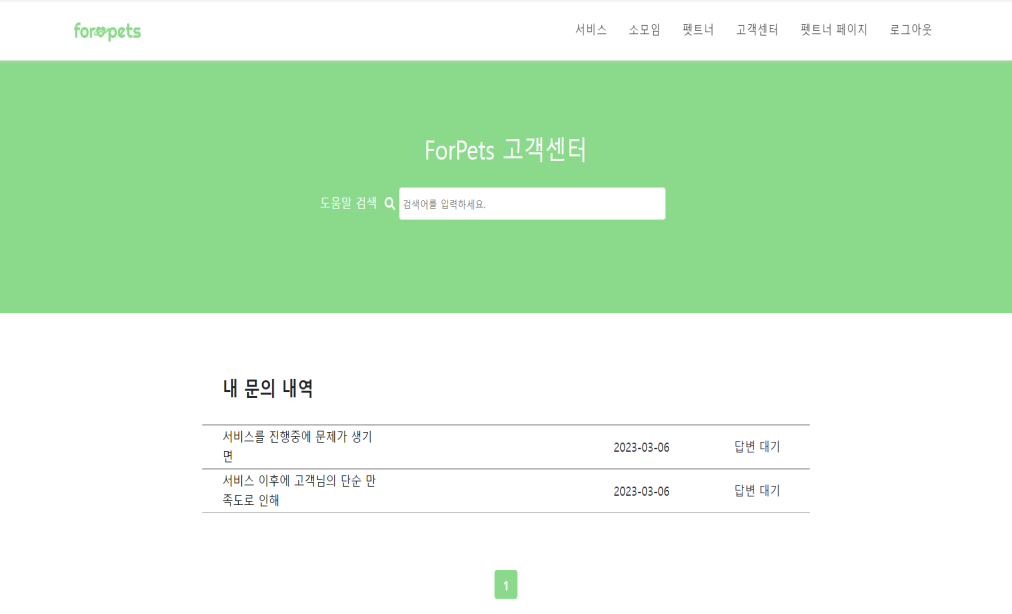 for pets
서비스 소모임 펫트너 고객센터 펫트너 페이지 로그아웃
ForPets 고객센터
도움말 검색 검색어를 입력하세요.
내 문의 내역
서비스를 진행중에 문제가 생기
면
2023-03-06 답변 대기
서비스 이후에 고객님의 단순 만
족도로 인해
2023-03-06 답변 대기
1